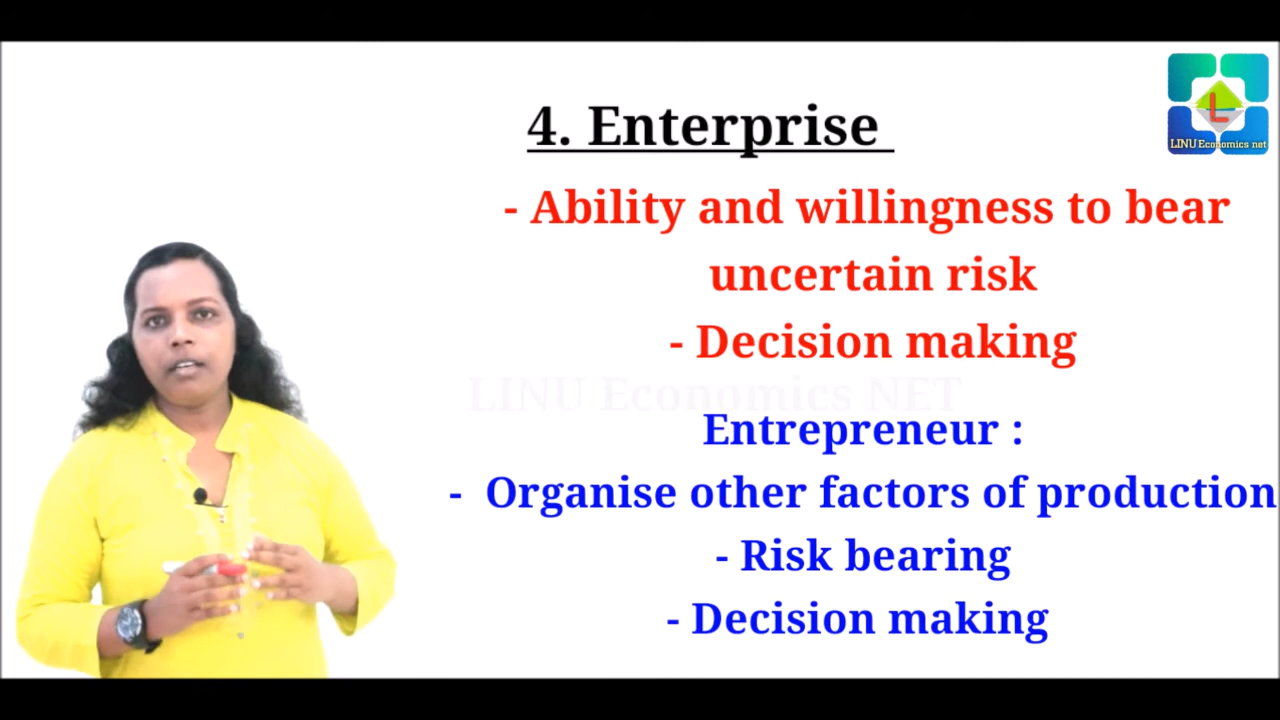 4. Enterprise
- Ability and willingness to bear
uncertain risk
- Decision making
LINU Economics NET
Entrepreneur :
- Organise other factors of production
- Risk bearing
- Decision making
L
LINU Economics net